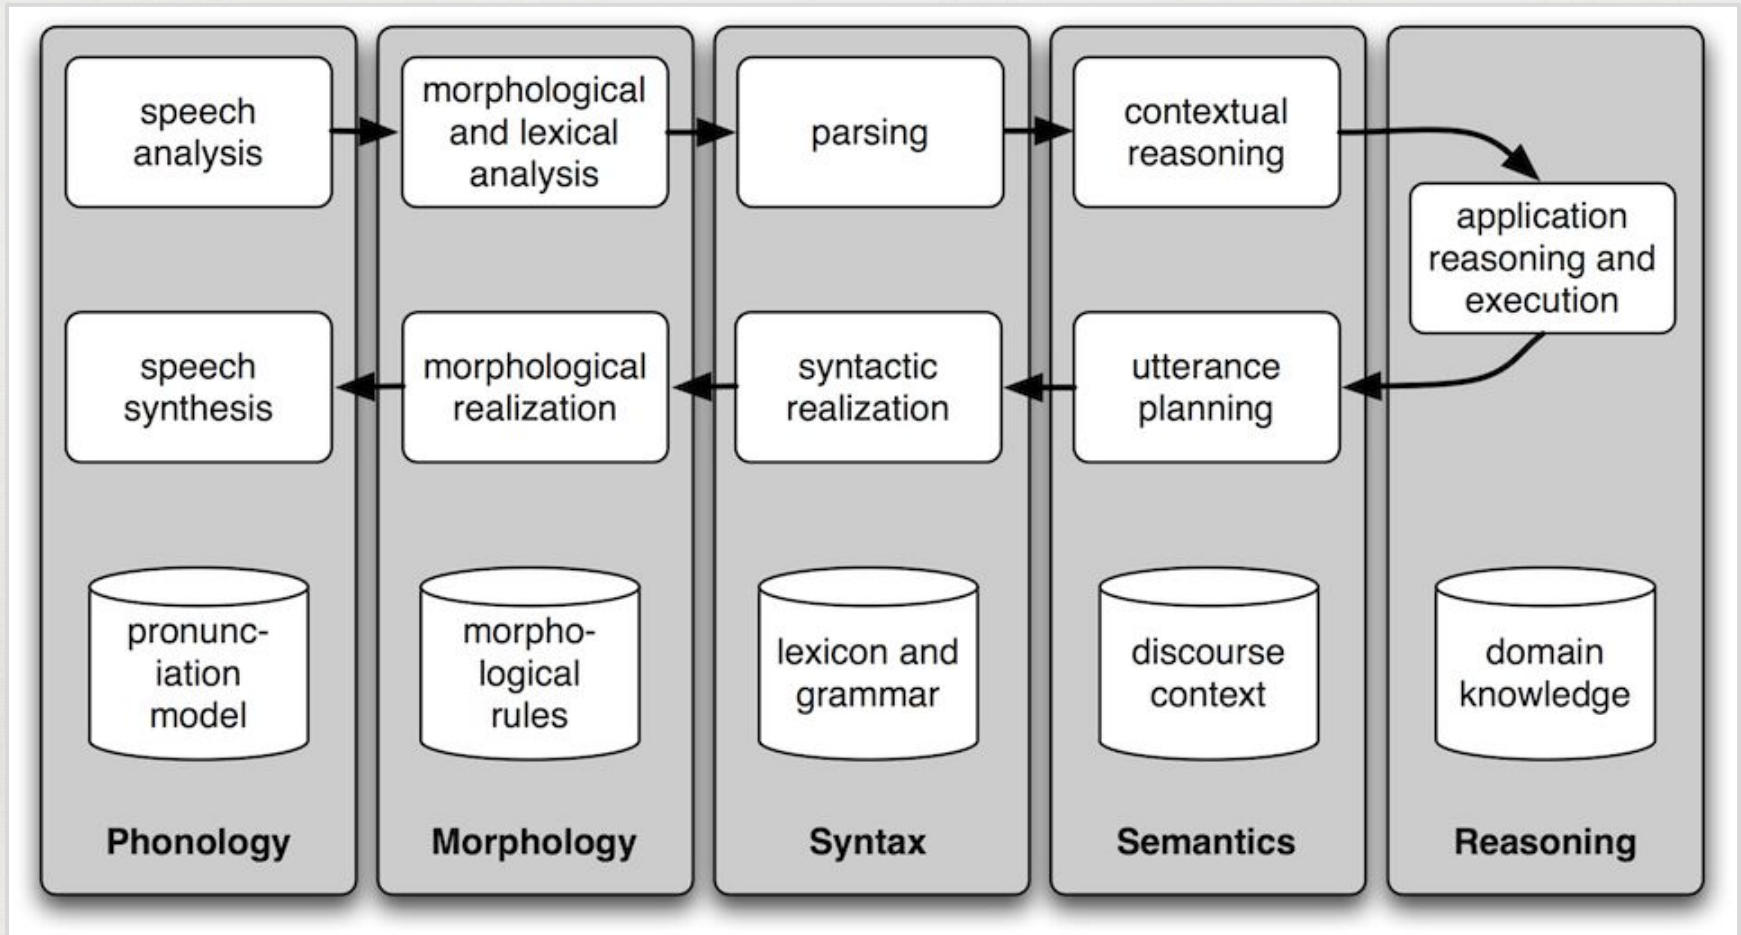 speech
analysis
morphological
and lexical
analysis
parsing
contextual
reasoning
application
reasoning and
execution
speech
synthesis
morphological
realization
syntactic
realization
utterance
planning
pronunc-
iation
model
morpho-
logical
rules
lexicon and
grammar
discourse
context
domain
knowledge
Phonology
Morphology
Syntax
Semantics
Reasoning